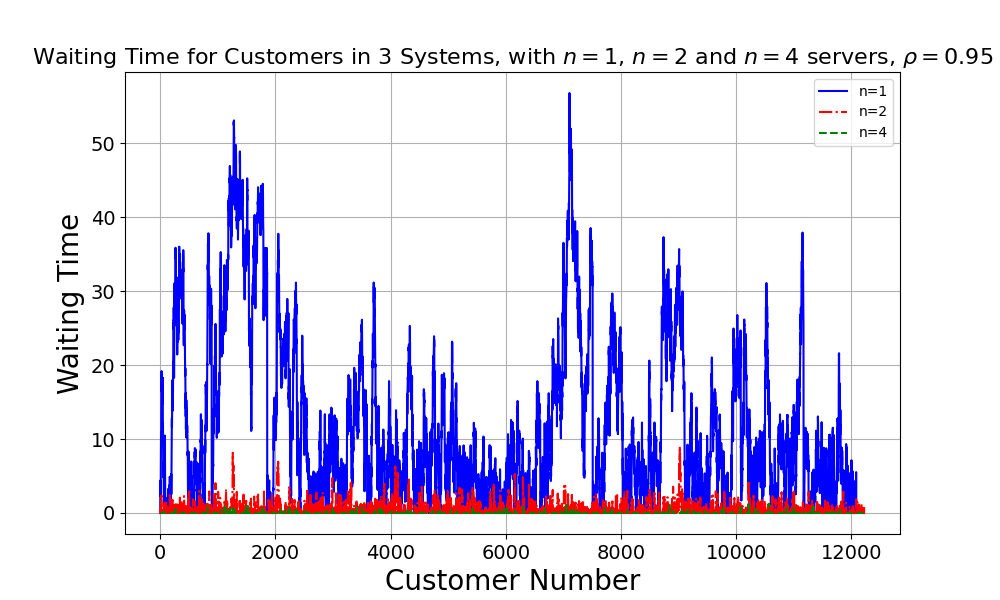 Waiting Time for Customers in 3 Systems, with n = 1, n = 2 and n = 4 servers, ρ = 0.95
n=1
n=2
n=4
50
40
30
20
10
0
Waiting Time
0 2000 4000 6000 8000 10000 12000
Customer Number